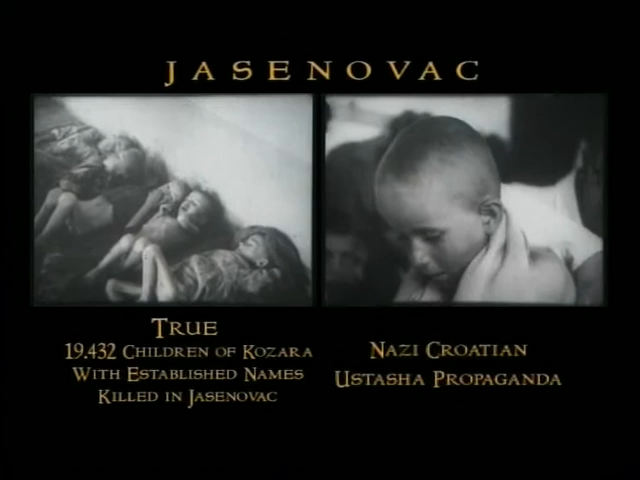 JASENOVAC
TRUE
19.432 CHILDREN OF KOZARA
WITH ESTABLISHED NAMES
KILLED IN JASENOVAC
NAZI CROATIAN
USTASHA PROPAGANDA